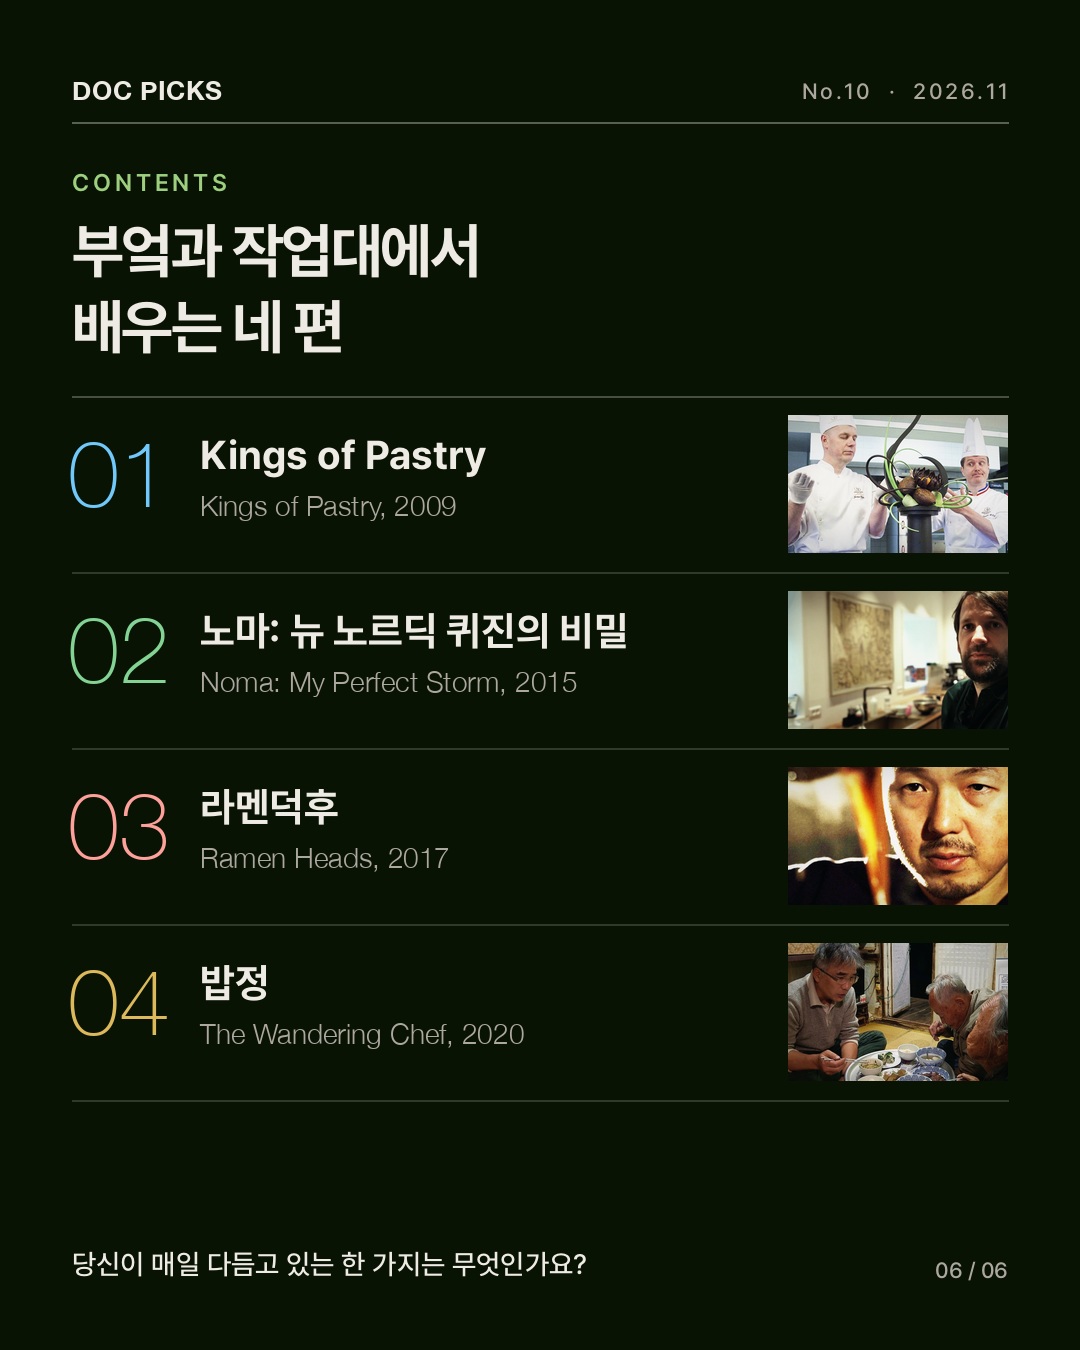 DOC PICKS
No.10 · 2026.11
CONTENTS
부엌과 작업대에서
배우는 네 편
01
Kings of Pastry
Kings of Pastry, 2009
02
노마: 뉴 노르딕 퀴진의 비밀
Noma: My Perfect Storm, 2015
03
라멘덕후
Ramen Heads, 2017
04
밥정
The Wandering Chef, 2020
당신이 매일 다듬고 있는 한 가지는 무엇인가요?
06 / 06